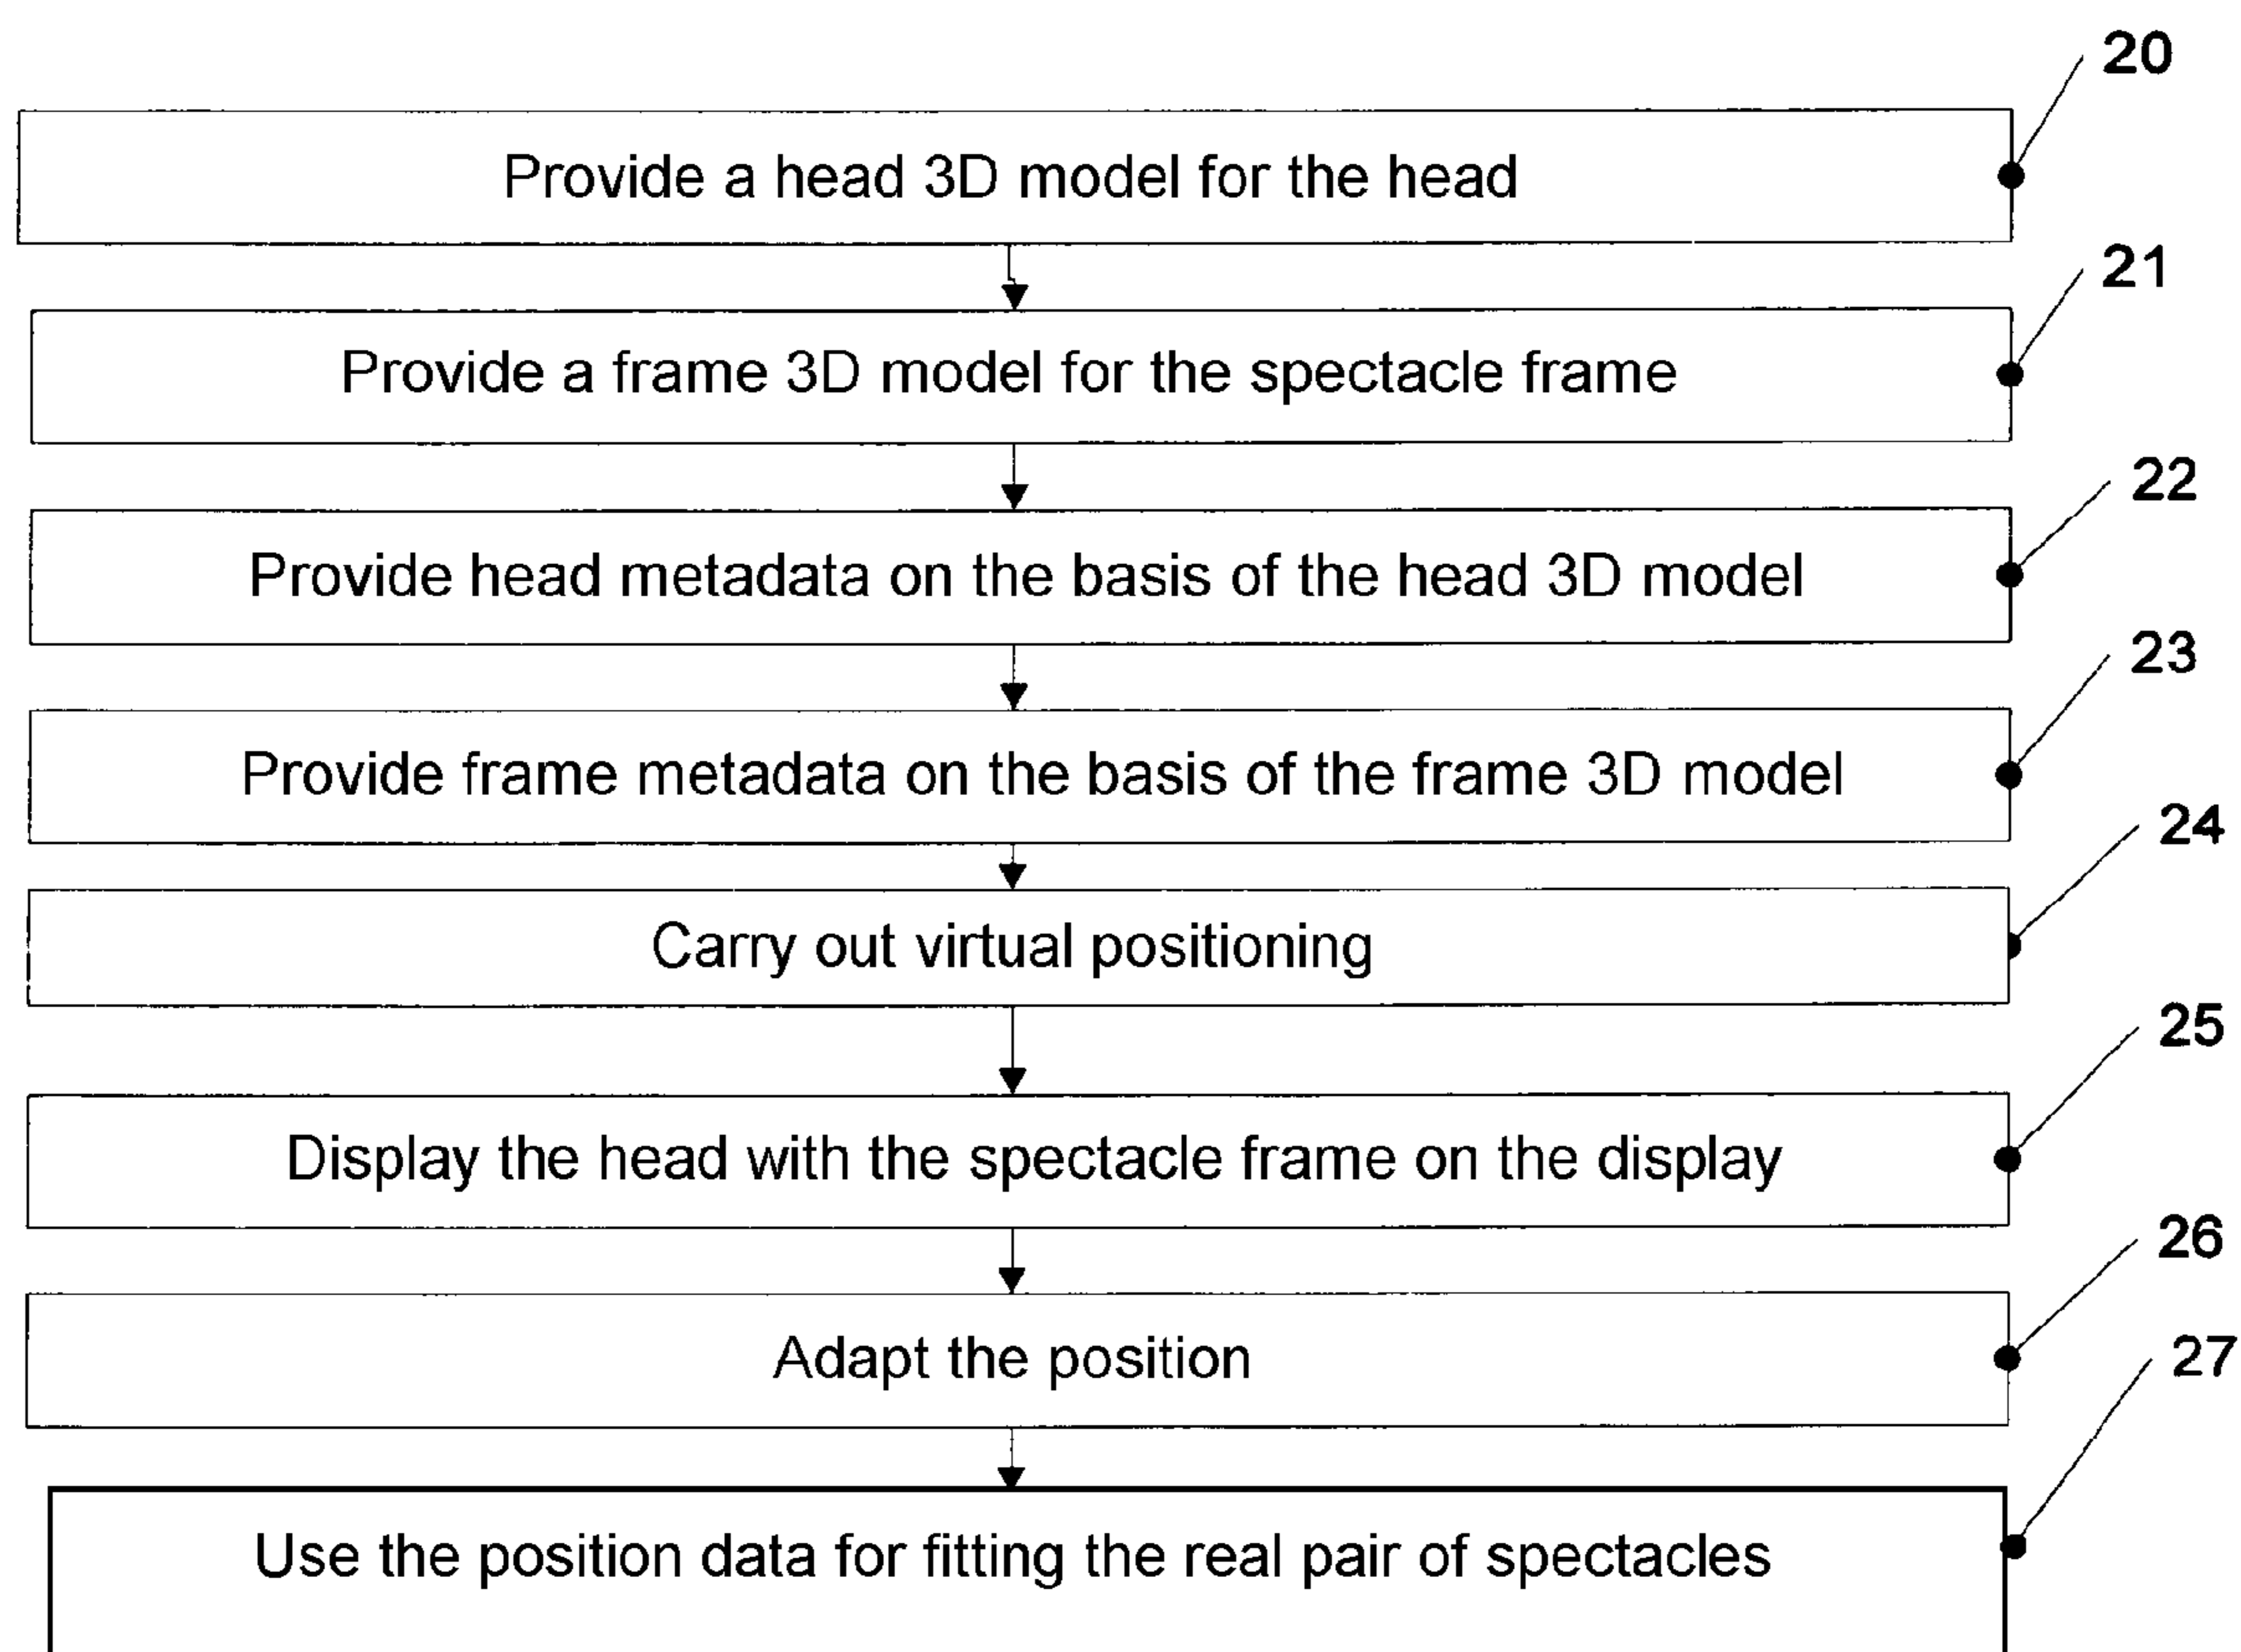 20
Provide a head 3D model for the head
21
Provide a frame 3D model for the spectacle frame
22
Provide head metadata on the basis of the head 3D model
23
Provide frame metadata on the basis of the frame 3D model
24
Carry out virtual positioning
25
Display the head with the spectacle frame on the display
26
Adapt the position
27
Use the position data for fitting the real pair of spectacles